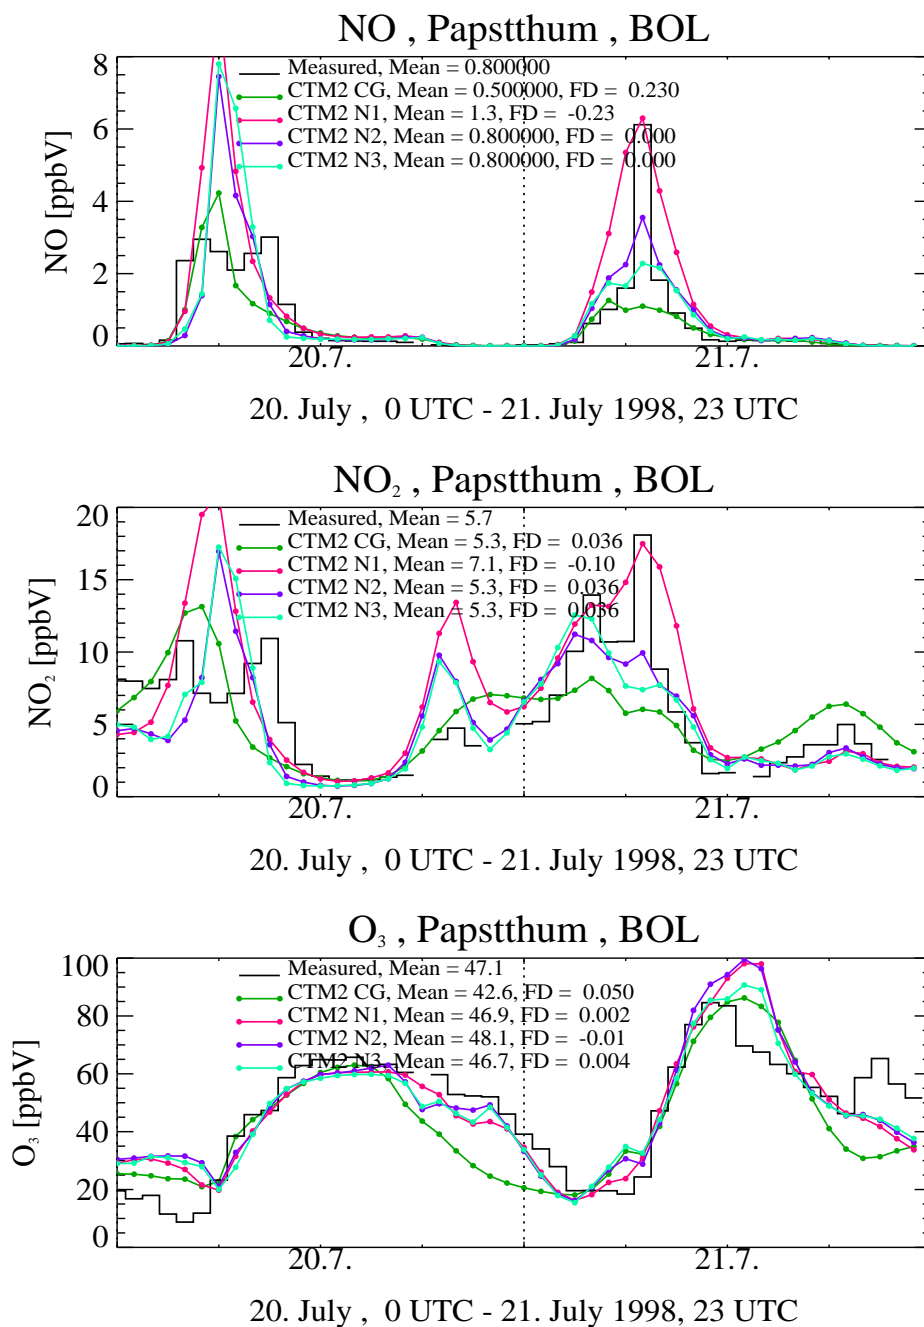 NO , Papstthum , BOL
8
6
4
2
0
NO [ppbV]
Measured, Mean = 0.800000
CTM2 CG, Mean = 0.500000, FD = 0.230
CTM2 N1, Mean = 1.3, FD = -0.23
CTM2 N2, Mean = 0.800000, FD = 0.000
CTM2 N3, Mean = 0.800000, FD = 0.000
20.7. 21.7.
20. July , 0 UTC - 21. July 1998, 23 UTC
NO₂ , Papstthum , BOL
20
15
10
5
0
NO₂ [ppbV]
Measured, Mean = 5.7
CTM2 CG, Mean = 5.3, FD = 0.036
CTM2 N1, Mean = 7.1, FD = -0.10
CTM2 N2, Mean = 5.3, FD = 0.036
CTM2 N3, Mean = 5.3, FD = 0.036
20.7. 21.7.
20. July , 0 UTC - 21. July 1998, 23 UTC
O₃ , Papstthum , BOL
100
80
60
40
20
0
O₃ [ppbV]
Measured, Mean = 47.1
CTM2 CG, Mean = 42.6, FD = 0.050
CTM2 N1, Mean = 46.9, FD = 0.002
CTM2 N2, Mean = 48.1, FD = -0.01
CTM2 N3, Mean = 46.7, FD = 0.004
20.7. 21.7.
20. July , 0 UTC - 21. July 1998, 23 UTC